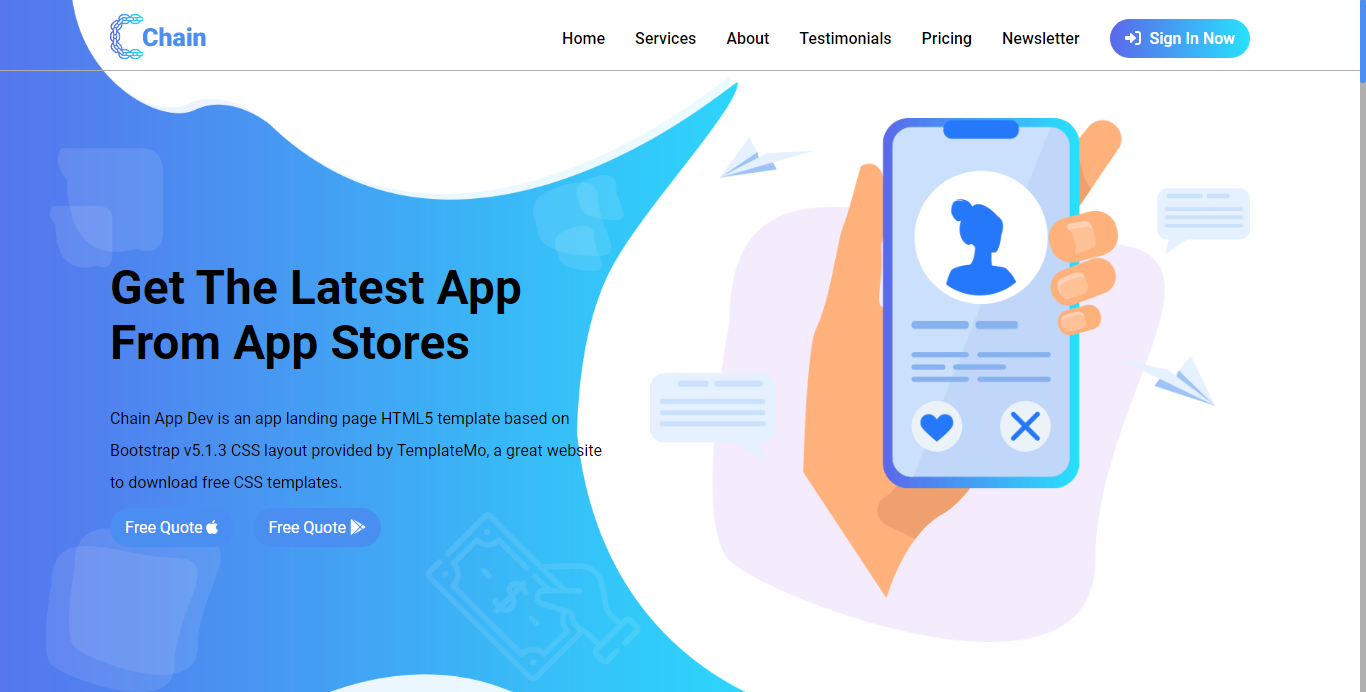 Chain
Home Services About Testimonials Pricing Newsletter Sign In Now
Get The Latest App
From App Stores
Chain App Dev is an app landing page HTML5 template based on
Bootstrap v5.1.3 CSS layout provided by TemplateMo, a great website
to download free CSS templates.
Free Quote Free Quote